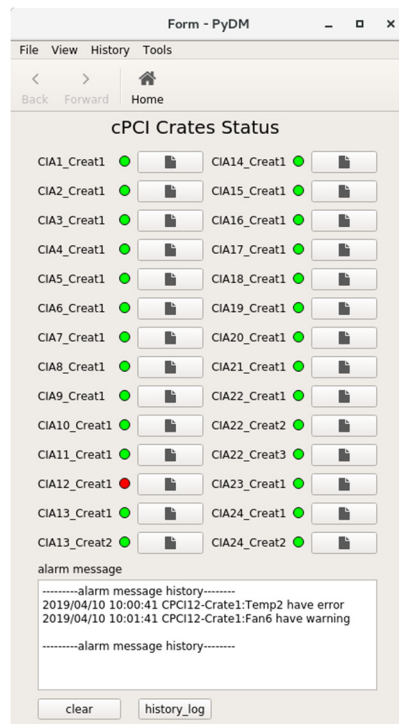 Form - PyDM
File View History Tools
Back Forward Home
cPCI Crates Status
CIA1_Creat1 CIA14_Creat1
CIA2_Creat1 CIA15_Creat1
CIA3_Creat1 CIA16_Creat1
CIA4_Creat1 CIA17_Creat1
CIA5_Creat1 CIA18_Creat1
CIA6_Creat1 CIA19_Creat1
CIA7_Creat1 CIA20_Creat1
CIA8_Creat1 CIA21_Creat1
CIA9_Creat1 CIA22_Creat1
CIA10_Creat1 CIA22_Creat2
CIA11_Creat1 CIA22_Creat3
CIA12_Creat1 CIA23_Creat1
CIA13_Creat1 CIA24_Creat1
CIA13_Creat2 CIA24_Creat2
alarm message
---------alarm message history--------
2019/04/10 10:00:41 CPCI12-Crate1:Temp2 have error
2019/04/10 10:01:41 CPCI12-Crate1:Fan6 have warning
---------alarm message history--------
clear history_log